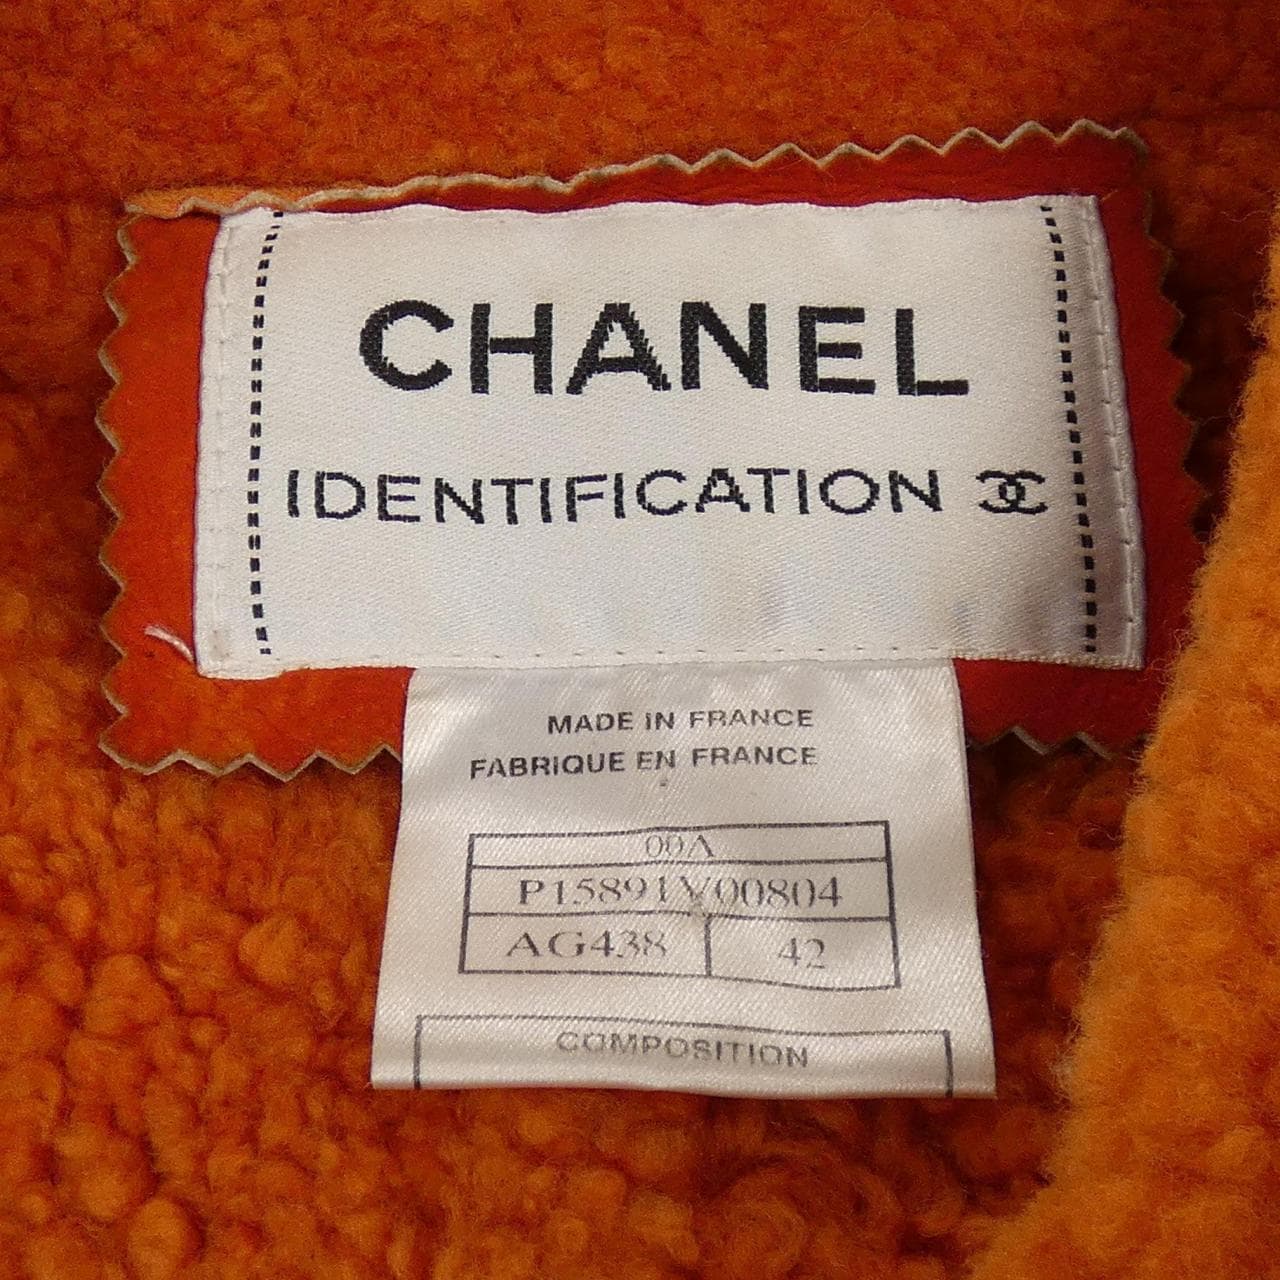 CHANEL
IDENTIFICATION
MADE IN FRANCE
FABRIQUE EN FRANCE
00A
P15891V00804
AG438 42
COMPOSITION